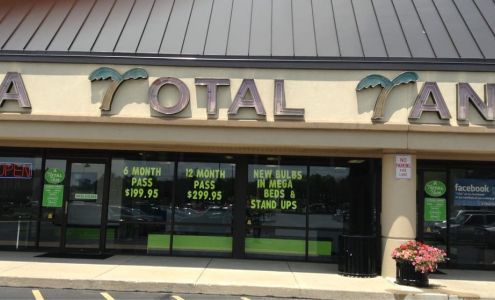 A TOTAL TAN
OPEN
6 MONTH
PASS
$199.95
12 MONTH
PASS
$299.95
NEW BULBS
IN MEGA
BEDS &
STAND UPS
NO
PARKING
facebook